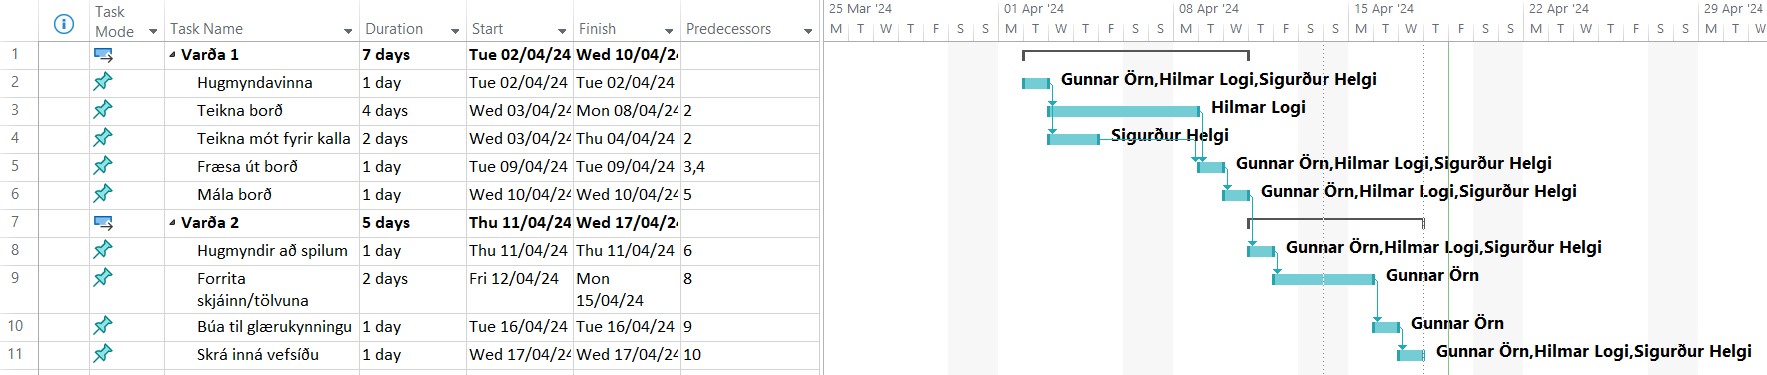 25 Mar '24 01 Apr '24 08 Apr '24 15 Apr '24 22 Apr '24 29 Apr '24
Task Mode Task Name Duration Start Finish Predecessors M T W T F S S M T W T F S S M T W T F S S M T W T F S S M T W T F S S M T W
1 Varða 1 7 days Tue 02/04/24 Wed 10/04/24
2 Hugmyndavinna 1 day Tue 02/04/24 Tue 02/04/24 Gunnar Örn,Hilmar Logi,Sigurður Helgi
3 Teikna borð 4 days Wed 03/04/24 Mon 08/04/24 2 Hilmar Logi
4 Teikna mót fyrir kalla 2 days Wed 03/04/24 Thu 04/04/24 2 Sigurður Helgi
5 Fræsa út borð 1 day Tue 09/04/24 Tue 09/04/24 3,4 Gunnar Örn,Hilmar Logi,Sigurður Helgi
6 Mála borð 1 day Wed 10/04/24 Wed 10/04/24 5 Gunnar Örn,Hilmar Logi,Sigurður Helgi
7 Varða 2 5 days Thu 11/04/24 Wed 17/04/24
8 Hugmyndir að spilum 1 day Thu 11/04/24 Thu 11/04/24 6 Gunnar Örn,Hilmar Logi,Sigurður Helgi
9 Forrita 2 days Fri 12/04/24 Mon 8 Gunnar Örn
skjáinn/tölvuna 15/04/24
10 Búa til glærukynningu 1 day Tue 16/04/24 Tue 16/04/24 9 Gunnar Örn
11 Skrá inná vefsíðu 1 day Wed 17/04/24 Wed 17/04/24 10 Gunnar Örn,Hilmar Logi,Sigurður Helgi